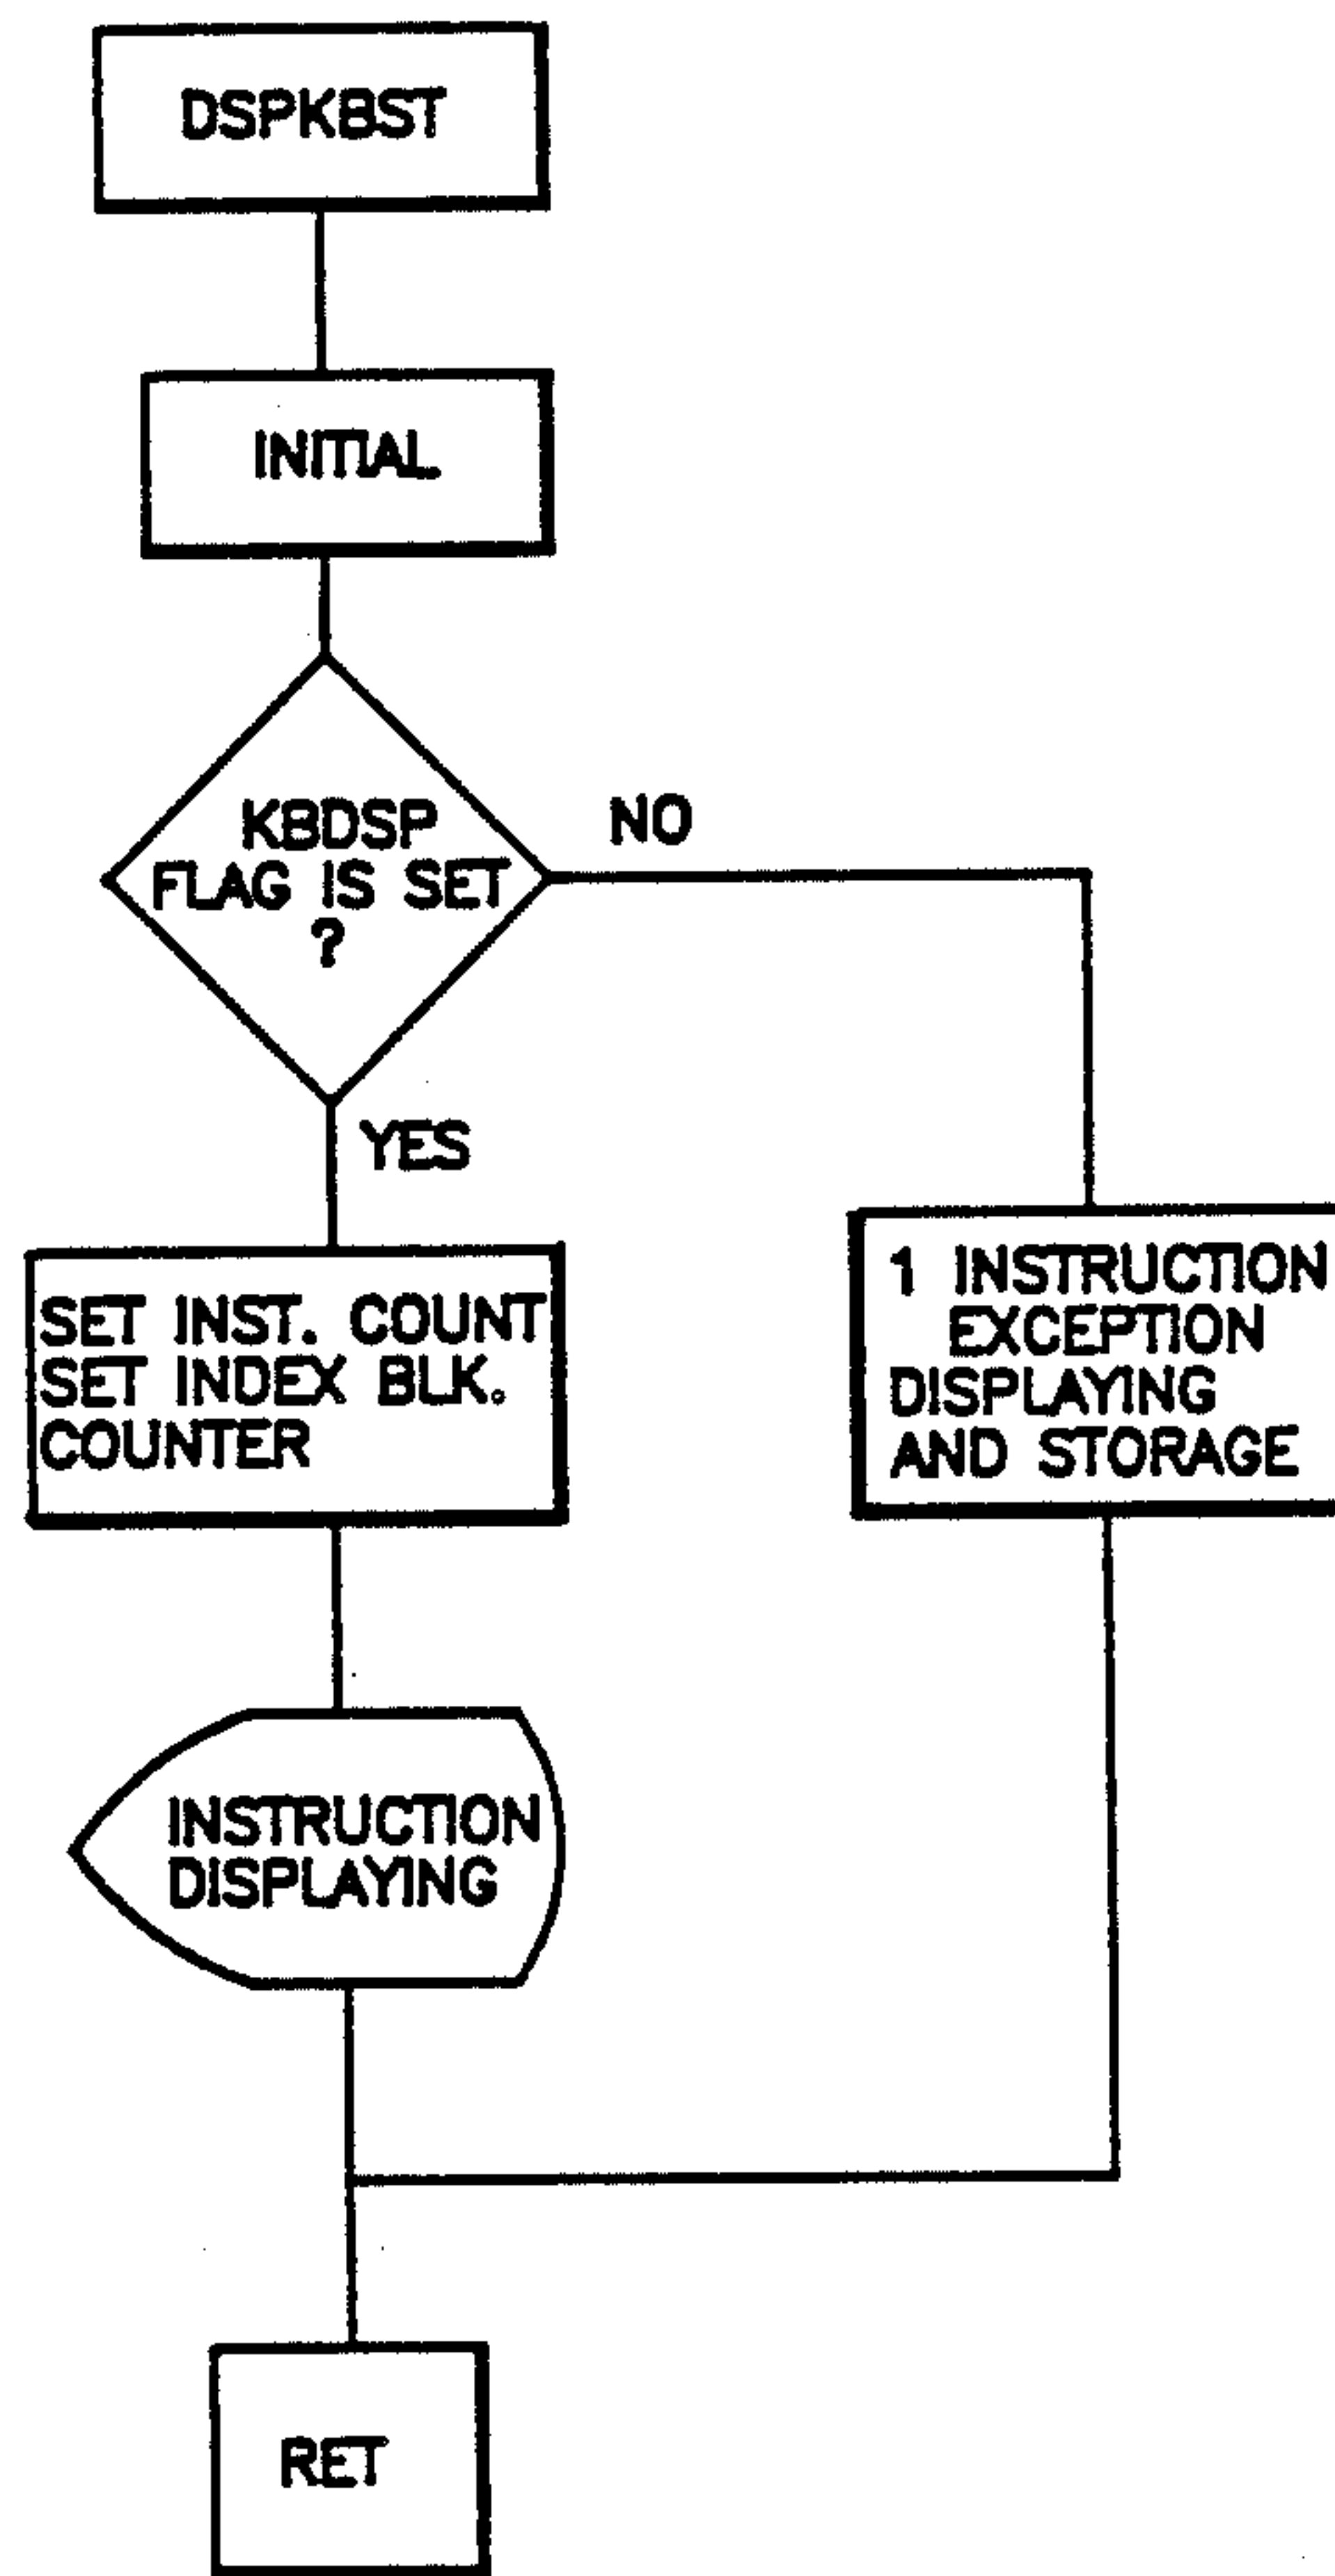 DSPKBST
INITIAL
KBDSP
FLAG IS SET
?
NO
YES
SET INST. COUNT
SET INDEX BLK.
COUNTER
1 INSTRUCTION
EXCEPTION
DISPLAYING
AND STORAGE
INSTRUCTION
DISPLAYING
RET